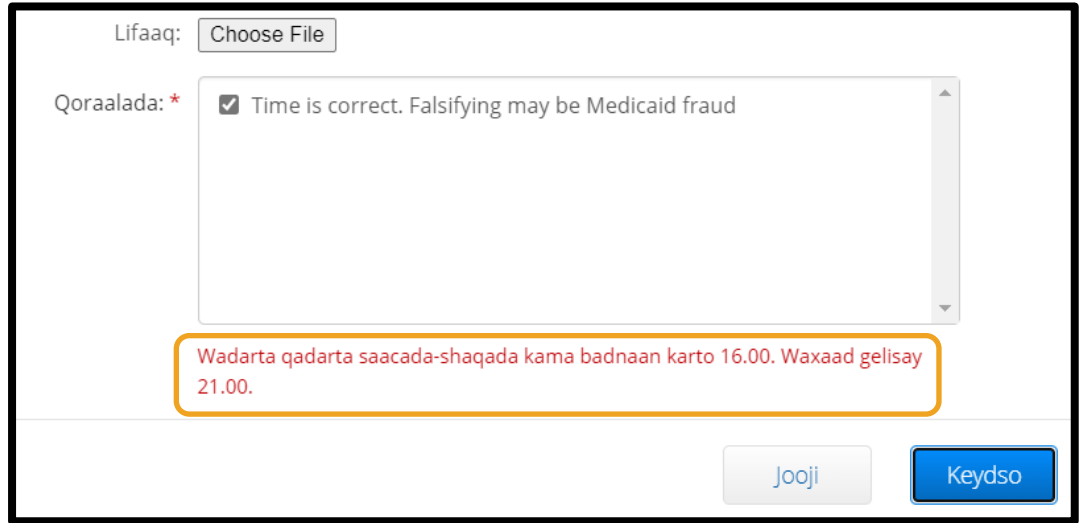 Lifaaq: Choose File
Qoraalada: * Time is correct. Falsifying may be Medicaid fraud
Wadarta qadarta saacada-shaqada kama badnaan karto 16.00. Waxaad gelisay
21.00.
Jooji Keydso